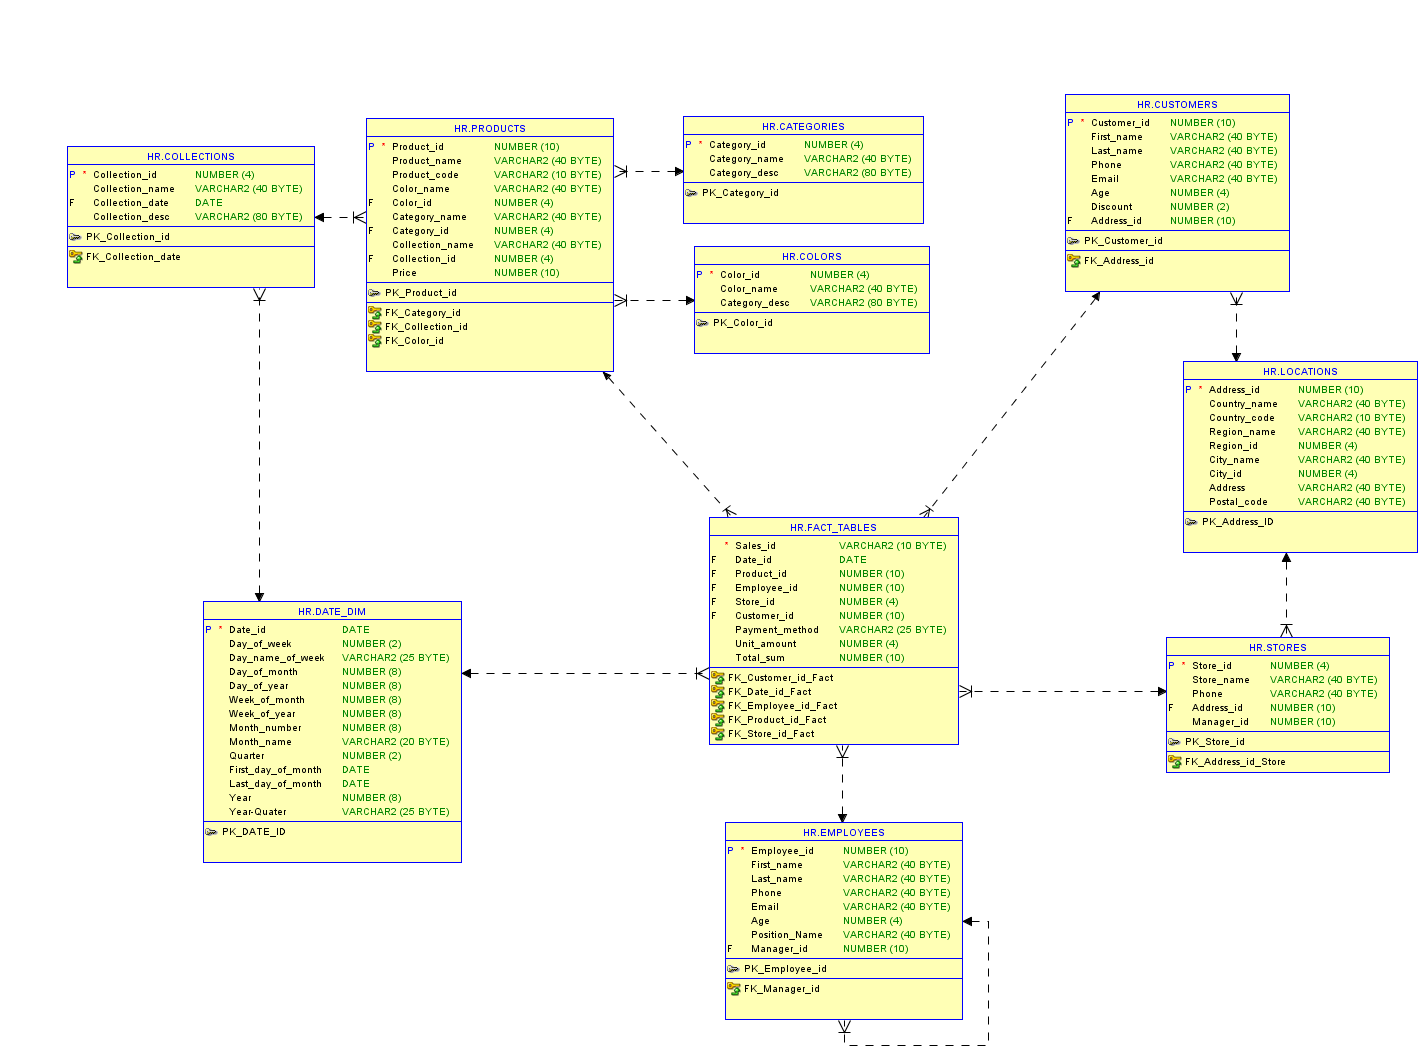 HR.COLLECTIONS
P * Collection_id NUMBER (4)
Collection_name VARCHAR2 (40 BYTE)
F Collection_date DATE
Collection_desc VARCHAR2 (80 BYTE)
PK_Collection_id
FK_Collection_date
HR.PRODUCTS
P * Product_id NUMBER (10)
Product_name VARCHAR2 (40 BYTE)
Product_code VARCHAR2 (10 BYTE)
Color_name VARCHAR2 (40 BYTE)
F Color_id NUMBER (4)
Category_name VARCHAR2 (40 BYTE)
F Category_id NUMBER (4)
Collection_name VARCHAR2 (40 BYTE)
F Collection_id NUMBER (4)
Price NUMBER (10)
PK_Product_id
FK_Category_id
FK_Collection_id
FK_Color_id
HR.CATEGORIES
P * Category_id NUMBER (4)
Category_name VARCHAR2 (40 BYTE)
Category_desc VARCHAR2 (80 BYTE)
PK_Category_id
HR.COLORS
P * Color_id NUMBER (4)
Color_name VARCHAR2 (40 BYTE)
Category_desc VARCHAR2 (80 BYTE)
PK_Color_id
HR.CUSTOMERS
P * Customer_id NUMBER (10)
First_name VARCHAR2 (40 BYTE)
Last_name VARCHAR2 (40 BYTE)
Phone VARCHAR2 (40 BYTE)
Email VARCHAR2 (40 BYTE)
Age NUMBER (4)
Discount NUMBER (2)
F Address_id NUMBER (10)
PK_Customer_id
FK_Address_id
HR.LOCATIONS
P * Address_id NUMBER (10)
Country_name VARCHAR2 (40 BYTE)
Country_code VARCHAR2 (10 BYTE)
Region_name VARCHAR2 (40 BYTE)
Region_id NUMBER (4)
City_name VARCHAR2 (40 BYTE)
City_id NUMBER (4)
Address VARCHAR2 (40 BYTE)
Postal_code VARCHAR2 (40 BYTE)
PK_Address_ID
HR.FACT_TABLES
* Sales_id VARCHAR2 (10 BYTE)
F Date_id DATE
F Product_id NUMBER (10)
F Employee_id NUMBER (10)
F Store_id NUMBER (4)
F Customer_id NUMBER (10)
Payment_method VARCHAR2 (25 BYTE)
Unit_amount NUMBER (4)
Total_sum NUMBER (10)
FK_Customer_id_Fact
FK_Date_id_Fact
FK_Employee_id_Fact
FK_Product_id_Fact
FK_Store_id_Fact
HR.DATE_DIM
P * Date_id DATE
Day_of_week NUMBER (2)
Day_name_of_week VARCHAR2 (25 BYTE)
Day_of_month NUMBER (8)
Day_of_year NUMBER (8)
Week_of_month NUMBER (8)
Week_of_year NUMBER (8)
Month_number NUMBER (8)
Month_name VARCHAR2 (20 BYTE)
Quarter NUMBER (2)
First_day_of_month DATE
Last_day_of_month DATE
Year NUMBER (8)
Year-Quater VARCHAR2 (25 BYTE)
PK_DATE_ID
HR.STORES
P * Store_id NUMBER (4)
Store_name VARCHAR2 (40 BYTE)
Phone VARCHAR2 (40 BYTE)
F Address_id NUMBER (10)
Manager_id NUMBER (10)
PK_Store_id
FK_Address_id_Store
HR.EMPLOYEES
P * Employee_id NUMBER (10)
First_name VARCHAR2 (40 BYTE)
Last_name VARCHAR2 (40 BYTE)
Phone VARCHAR2 (40 BYTE)
Email VARCHAR2 (40 BYTE)
Age NUMBER (4)
Position_Name VARCHAR2 (40 BYTE)
F Manager_id NUMBER (10)
PK_Employee_id
FK_Manager_id